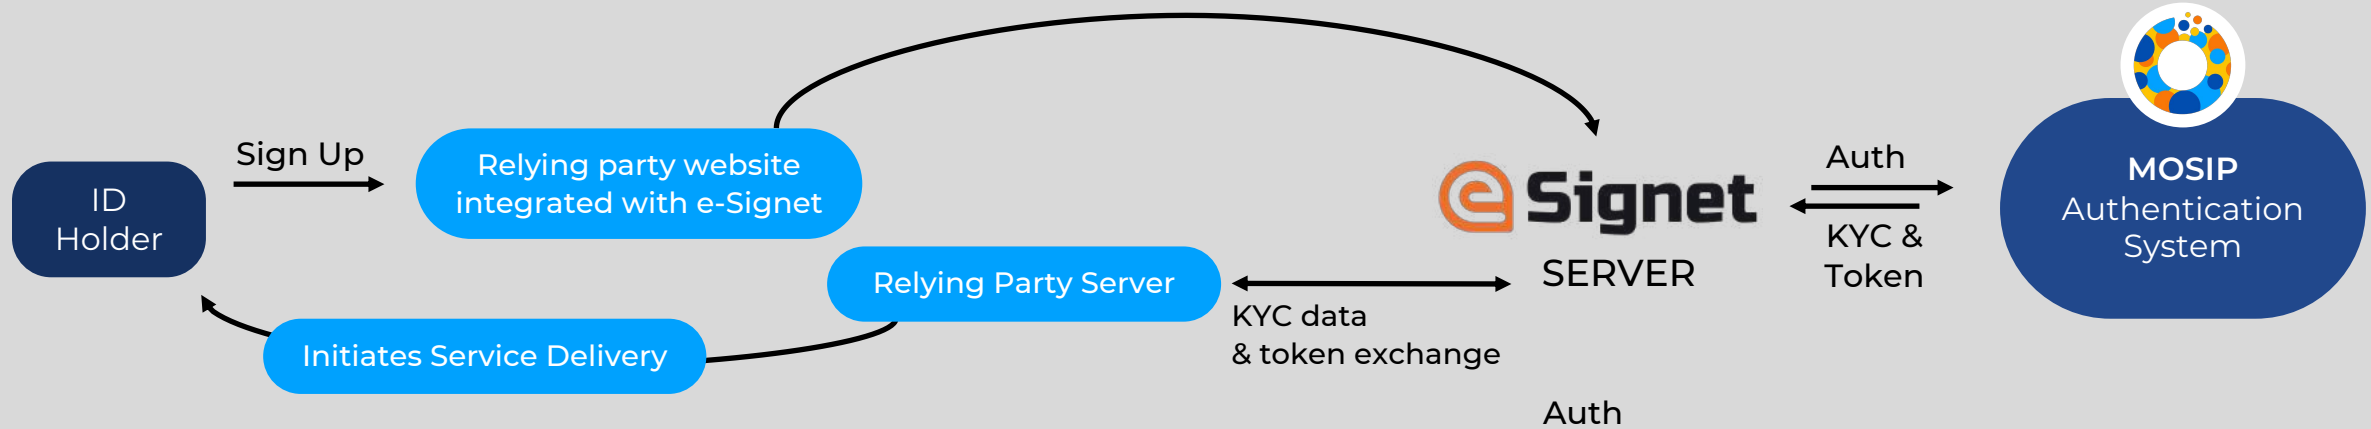 ID
Holder
Sign Up
Relying party website
integrated with e-Signet
e Signet
SERVER
Auth
KYC &
Token
MOSIP
Authentication
System
Relying Party Server
KYC data
& token exchange
Initiates Service Delivery
Auth